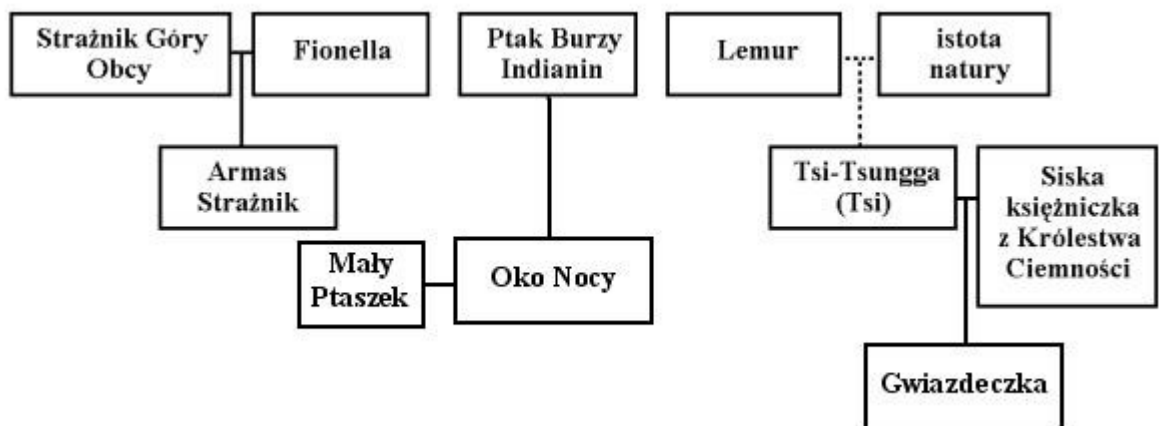 Strażnik Góry
Obcy
Fionella
Ptak Burzy
Indianin
Lemur
istota
natury
Armas
Strażnik
Tsi-Tsungga
(Tsi)
Siska
księżniczka
z Królestwa
Ciemności
Mały
Ptaszek
Oko Nocy
Gwiazdeczka